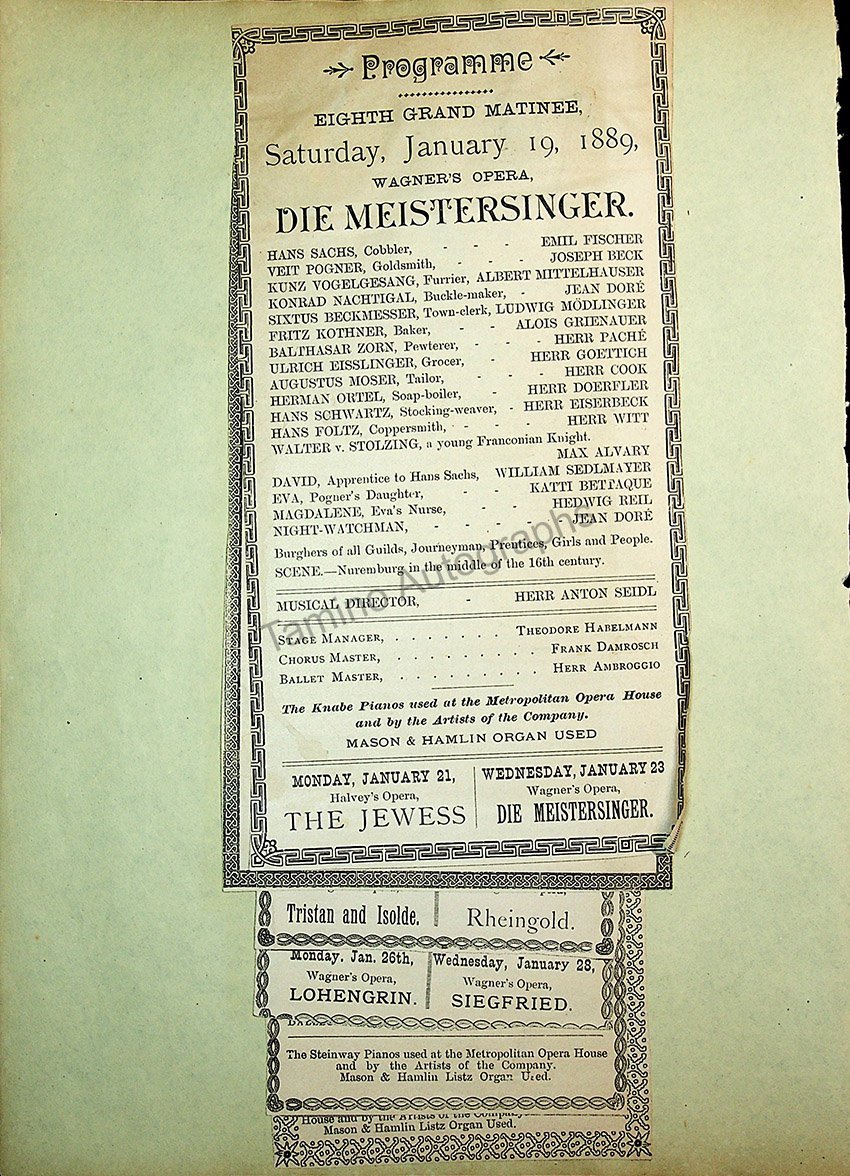 Programme
EIGHTH GRAND MATINEE,
Saturday, January 19, 1889,
WAGNER'S OPERA,
DIE MEISTERSINGER.
HANS SACHS, Cobbler, - - - EMIL FISCHER
VEIT POGNER, Goldsmith, - - - JOSEPH BECK
KUNZ VOGELGESANG, Furrier, ALBERT MITTELHAUSER
KONRAD NACHTIGAL, Buckle-maker, - JEAN DORÉ
SIXTUS BECKMESSER, Town-clerk, LUDWIG MÖDLINGER
FRITZ KOTHNER, Baker, - - ALOIS GRIENAUER
BALTHASAR ZORN, Pewterer, - - - HERR PACHÉ
ULRICH EISSLINGER, Grocer, - - HERR GOETTICH
AUGUSTUS MOSER, Tailor, - - - HERR COOK
HERMAN ORTEL, Soap-boiler, - - HERR DOERFLER
HANS SCHWARTZ, Stocking-weaver, - HERR EISERBECK
HANS FOLTZ, Coppersmith, - - - HERR WITT
WALTER v. STOLZING, a young Franconian Knight.
MAX ALVARY
DAVID, Apprentice to Hans Sachs, WILLIAM SEDLMAYER
EVA, Pogner's Daughter, - - KATTI BETTAQUE
MAGDALENE, Eva's Nurse, - - HEDWIG REIL
NIGHT-WATCHMAN, - - - - - JEAN DORÉ
Burghers of all Guilds, Journeyman, Prentices, Girls and People.
SCENE.—Nuremburg in the middle of the 16th century.
MUSICAL DIRECTOR, - HERR ANTON SEIDL
STAGE MANAGER, . . . . . . . THEODORE HABELMANN
CHORUS MASTER, . . . . . . . . . FRANK DAMROSCH
BALLET MASTER, . . . . . . . . . HERR AMBROGGIO
The Knabe Pianos used at the Metropolitan Opera House
and by the Artists of the Company.
MASON & HAMLIN ORGAN USED
MONDAY, JANUARY 21,
Halvey's Opera,
THE JEWESS
WEDNESDAY, JANUARY 23
Wagner's Opera,
DIE MEISTERSINGER.
Tamino Autographs
Tristan and Isolde.
Rheingold.
Monday. Jan. 26th,
Wagner's Opera,
LOHENGRIN.
Wednesday, January 28,
Wagner's Opera,
SIEGFRIED.
The Steinway Pianos used at the Metropolitan Opera House
and by the Artists of the Company.
Mason & Hamlin Listz Organ Used.
House and by the Artists of the Company
Mason & Hamlin Listz Organ Used.